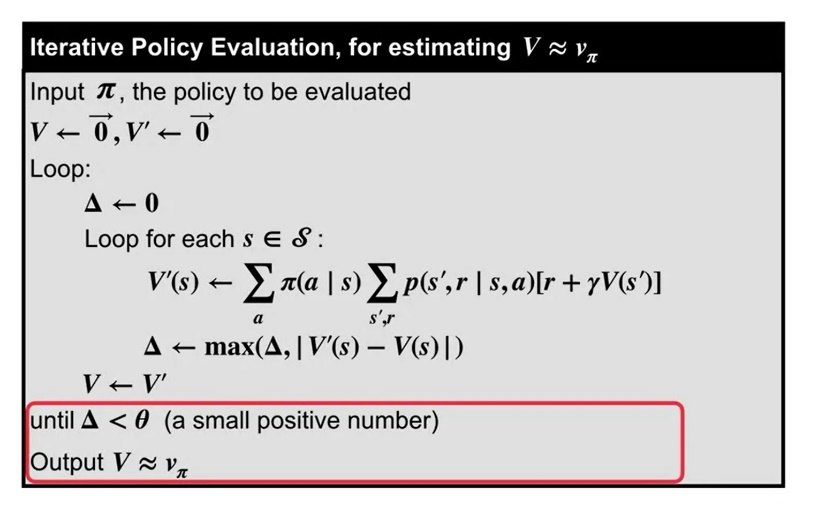 Iterative Policy Evaluation, for estimating V ≈ v_π
Input π, the policy to be evaluated
V ← 0⃗, V′ ← 0⃗
Loop:
Δ ← 0
Loop for each s ∈ 𝒮 :
V′(s) ← ∑_a π(a | s) ∑_{s′,r} p(s′, r | s, a)[r + γV(s′)]
Δ ← max(Δ, | V′(s) − V(s) | )
V ← V′
until Δ < θ (a small positive number)
Output V ≈ v_π